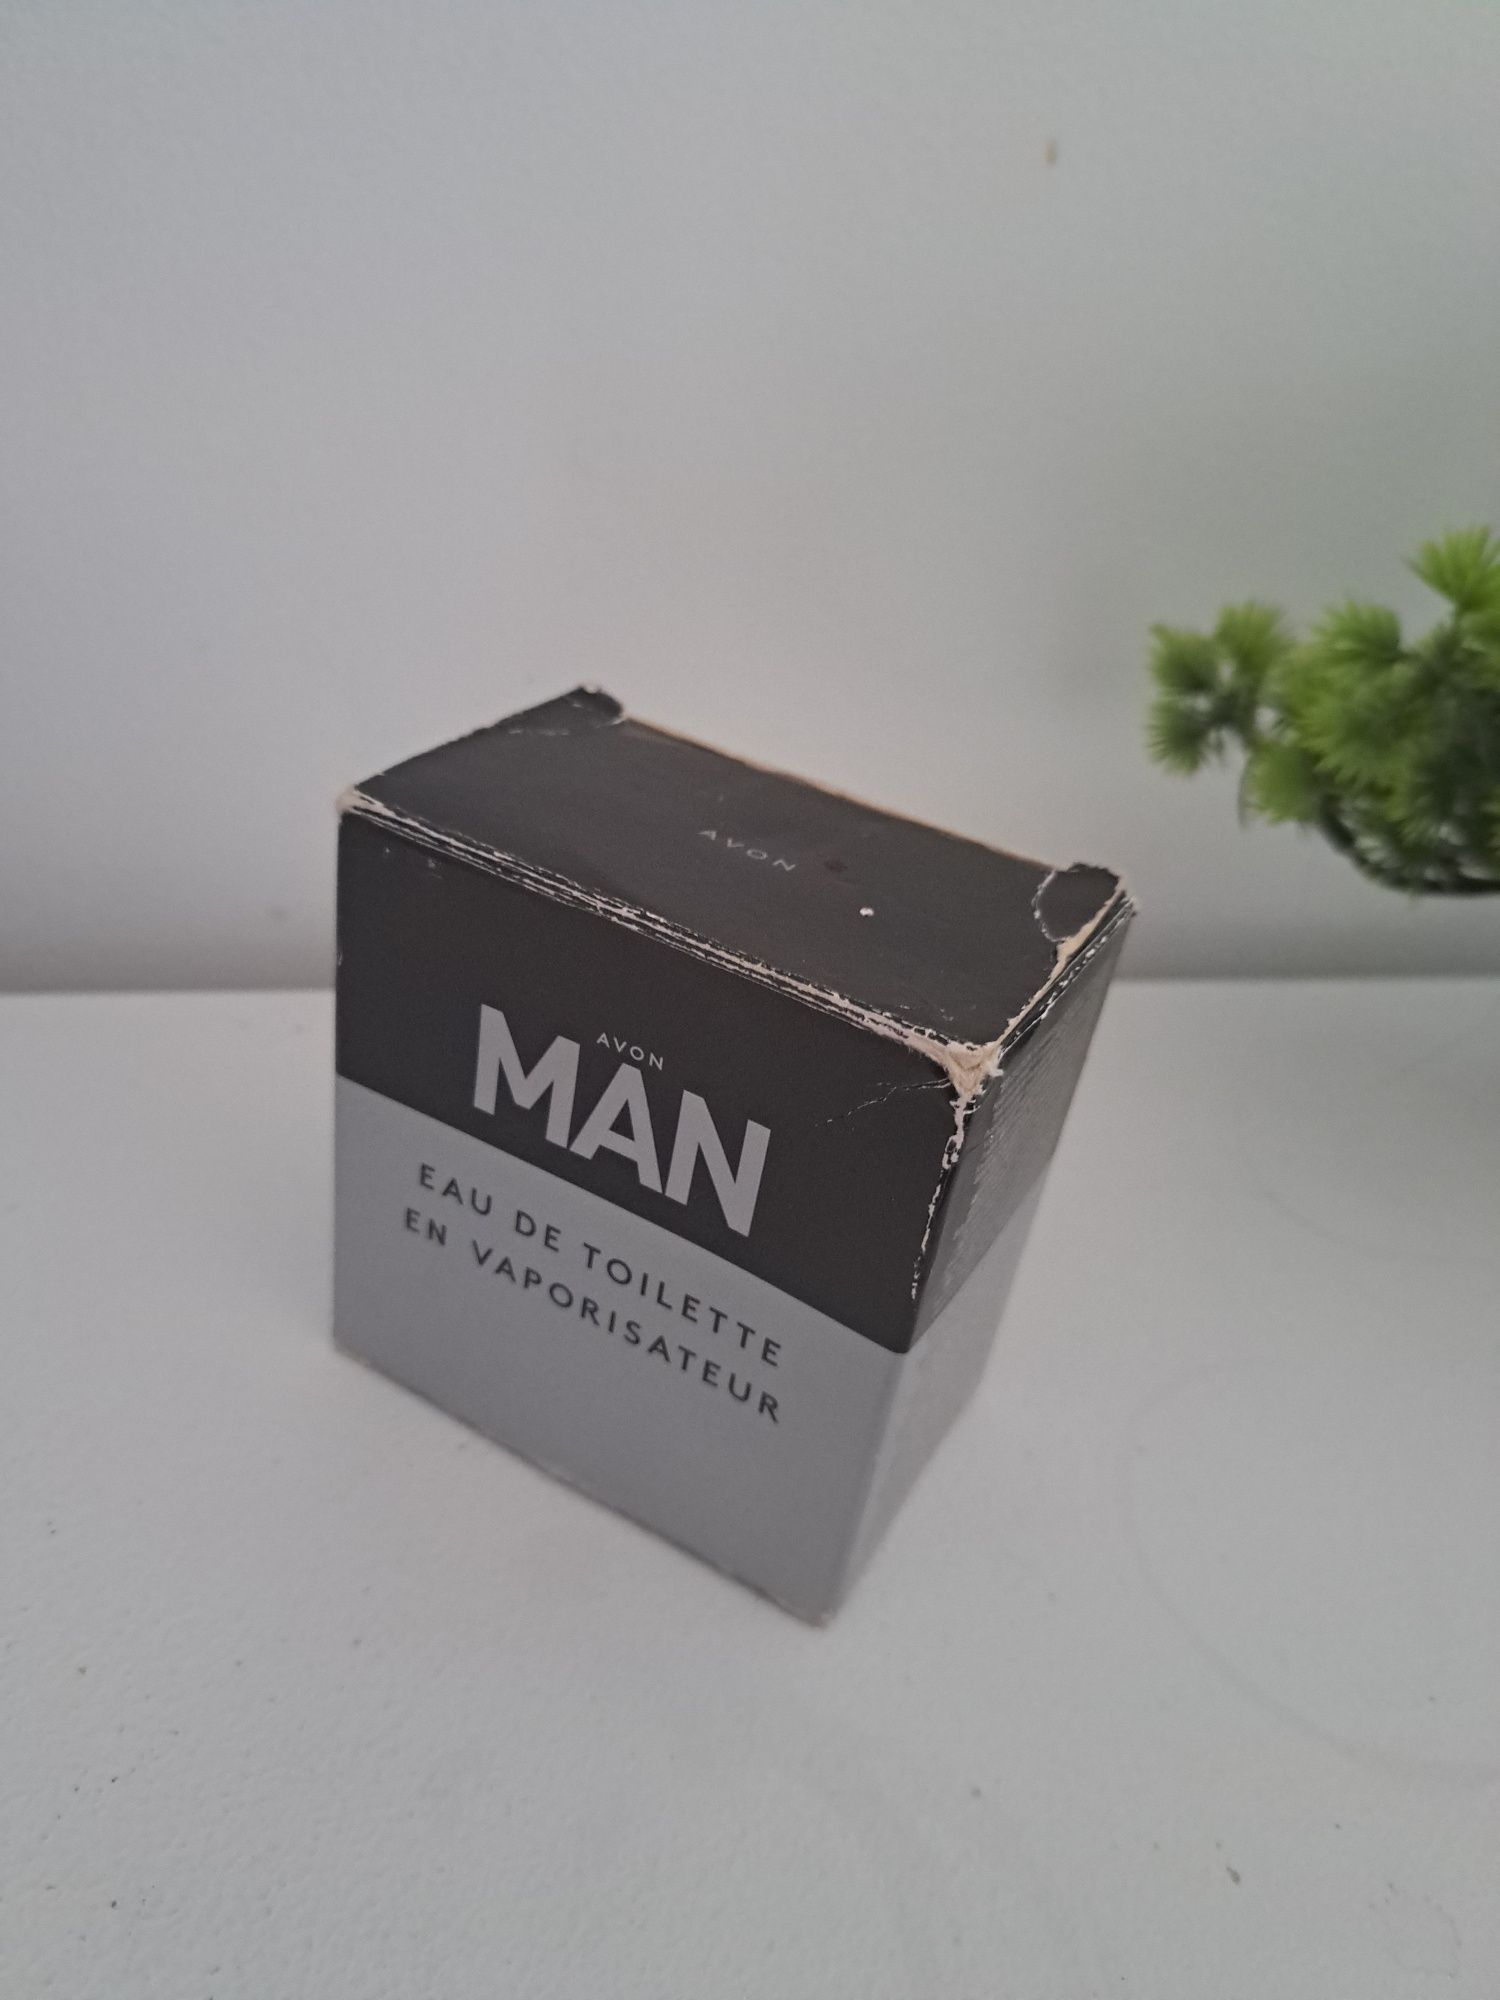 AVON
AVON
MAN
EAU DE TOILETTE
EN VAPORISATEUR